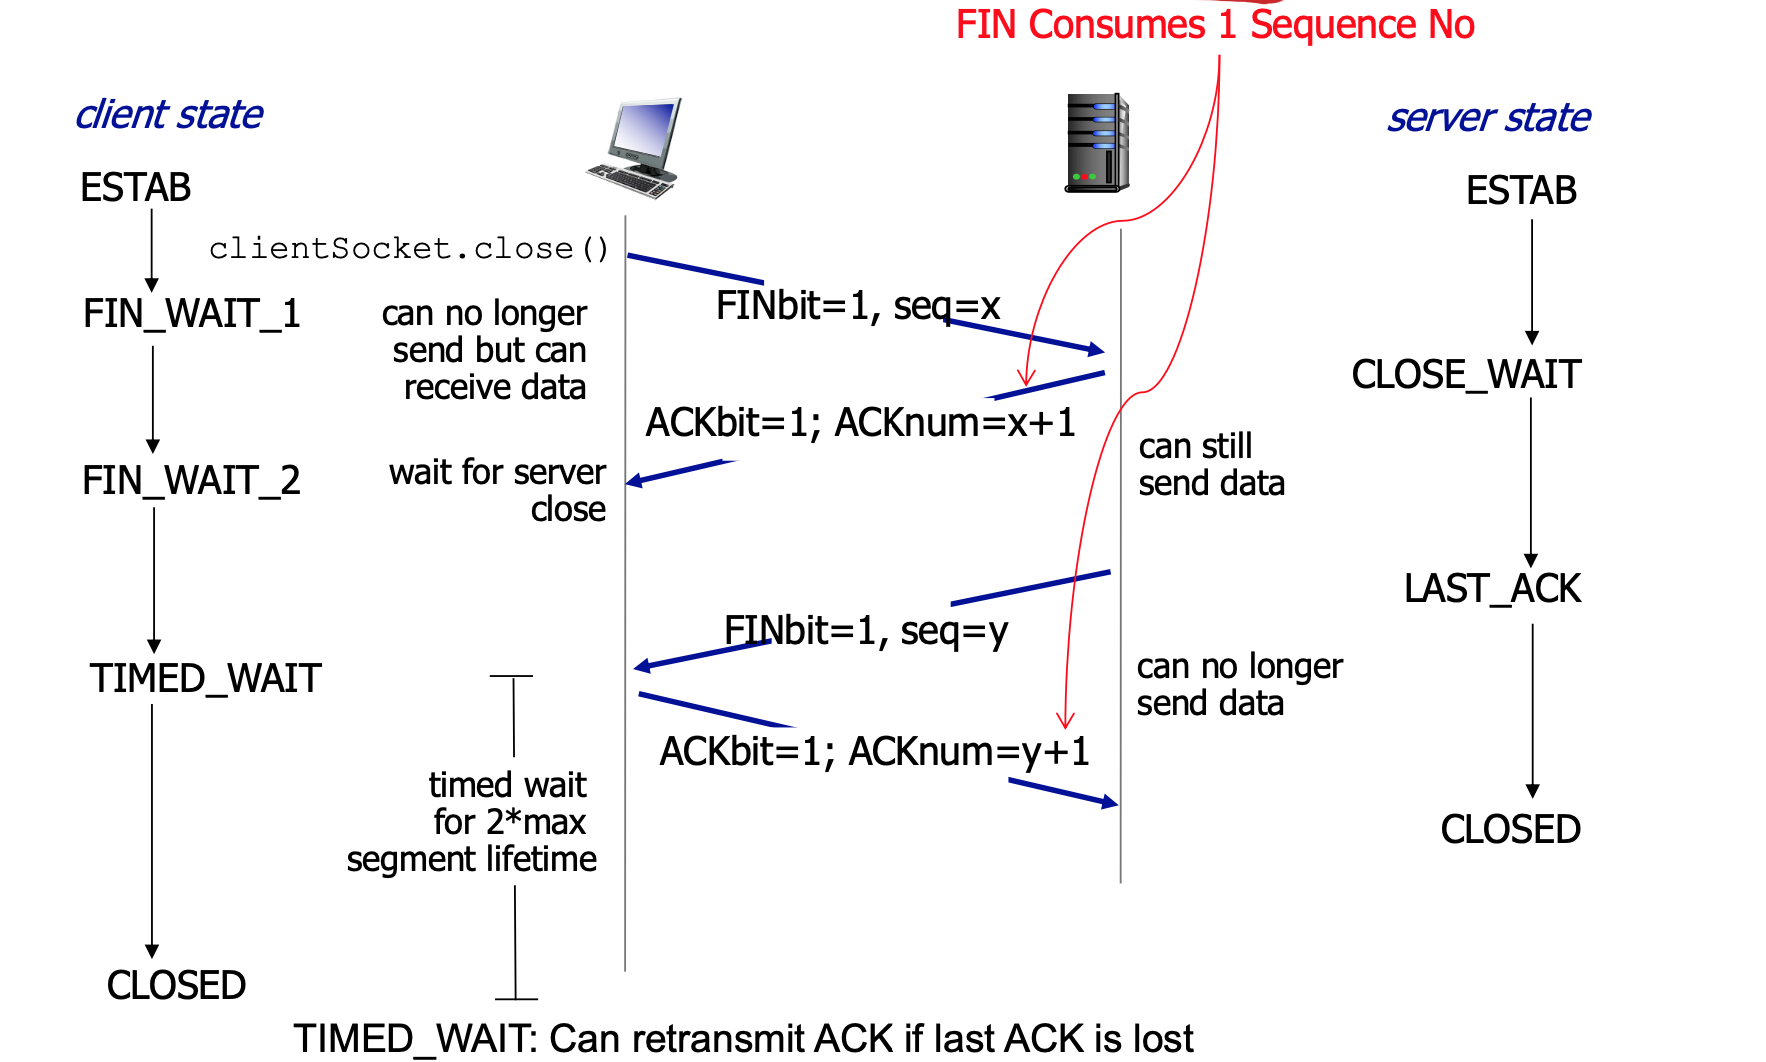 FIN Consumes 1 Sequence No
client state
server state
ESTAB
ESTAB
clientSocket.close()
FINbit=1, seq=x
FIN_WAIT_1
can no longer
send but can
receive data
CLOSE_WAIT
ACKbit=1; ACKnum=x+1
can still
send data
FIN_WAIT_2
wait for server
close
LAST_ACK
FINbit=1, seq=y
TIMED_WAIT
can no longer
send data
ACKbit=1; ACKnum=y+1
timed wait
for 2*max
segment lifetime
CLOSED
CLOSED
TIMED_WAIT: Can retransmit ACK if last ACK is lost